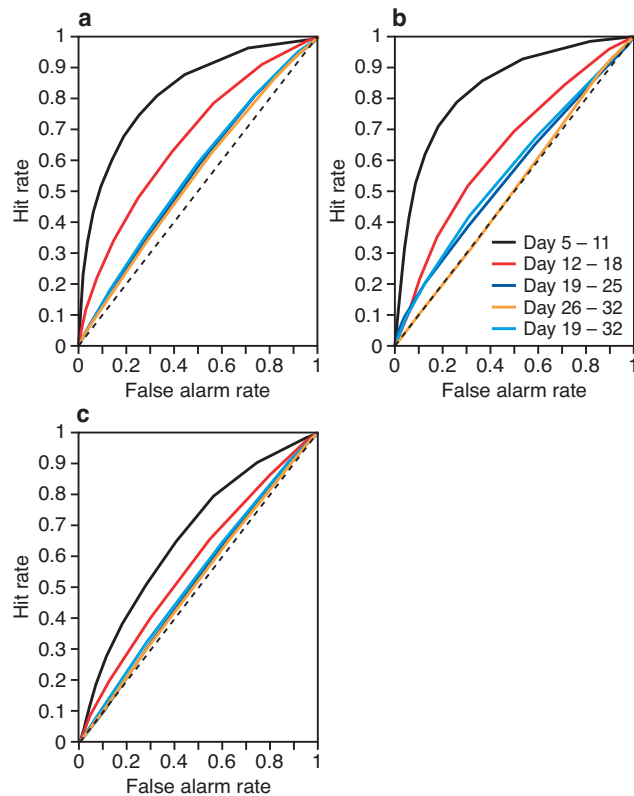 a
1
0.9
0.8
0.7
0.6
0.5
0.4
0.3
0.2
0.1
0
Hit rate
0 0.2 0.4 0.6 0.8 1
False alarm rate
b
1
0.9
0.8
0.7
0.6
0.5
0.4
0.3
0.2
0.1
0
Hit rate
Day 5 – 11
Day 12 – 18
Day 19 – 25
Day 26 – 32
Day 19 – 32
0 0.2 0.4 0.6 0.8 1
False alarm rate
c
1
0.9
0.8
0.7
0.6
0.5
0.4
0.3
0.2
0.1
0
Hit rate
0 0.2 0.4 0.6 0.8 1
False alarm rate